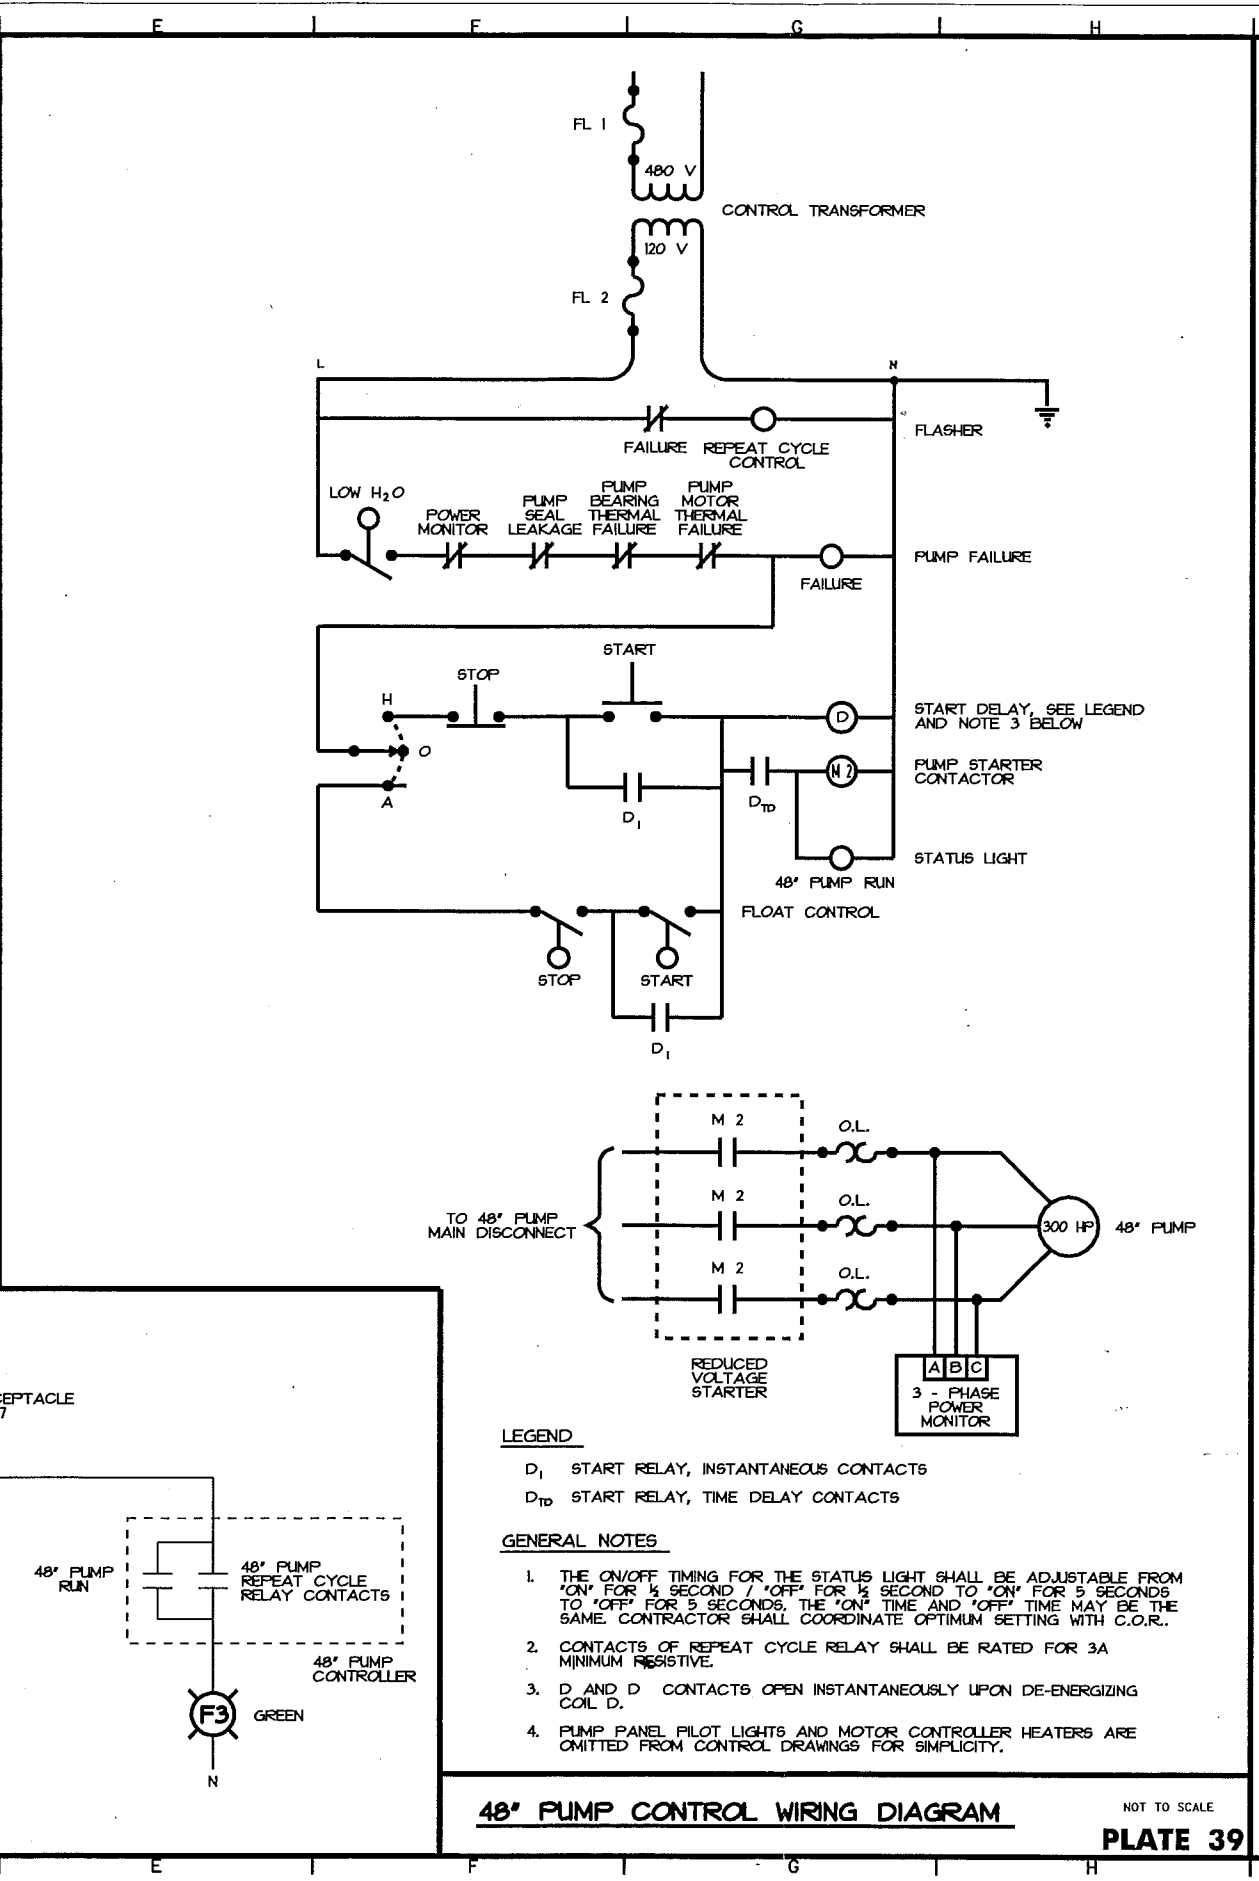 E F G H
FL 1
480 V
CONTROL TRANSFORMER
120 V
FL 2
L
N
FLASHER
FAILURE
REPEAT CYCLE
CONTROL
LOW H₂O
POWER
MONITOR
PUMP
SEAL
LEAKAGE
PUMP
BEARING
THERMAL
FAILURE
PUMP
MOTOR
THERMAL
FAILURE
PUMP FAILURE
FAILURE
START
STOP
H
O
A
D
START DELAY, SEE LEGEND
AND NOTE 3 BELOW
M 2
PUMP STARTER
CONTACTOR
D₁
D_TD
STATUS LIGHT
48" PUMP RUN
FLOAT CONTROL
STOP
START
D₁
M 2
O.L.
M 2
O.L.
TO 48" PUMP
MAIN DISCONNECT
300 HP
48" PUMP
M 2
O.L.
REDUCED
VOLTAGE
STARTER
A B C
3 - PHASE
POWER
MONITOR
CEPTACLE
7
48" PUMP
RUN
48" PUMP
REPEAT CYCLE
RELAY CONTACTS
48" PUMP
CONTROLLER
F3
GREEN
N
LEGEND
D₁ START RELAY, INSTANTANEOUS CONTACTS
D_TD START RELAY, TIME DELAY CONTACTS
GENERAL NOTES
1. THE ON/OFF TIMING FOR THE STATUS LIGHT SHALL BE ADJUSTABLE FROM
"ON" FOR ½ SECOND / "OFF" FOR ½ SECOND TO "ON" FOR 5 SECONDS
TO "OFF" FOR 5 SECONDS. THE "ON" TIME AND "OFF" TIME MAY BE THE
SAME. CONTRACTOR SHALL COORDINATE OPTIMUM SETTING WITH C.O.R..
2. CONTACTS OF REPEAT CYCLE RELAY SHALL BE RATED FOR 3A
MINIMUM RESISTIVE.
3. D AND D CONTACTS OPEN INSTANTANEOUSLY UPON DE-ENERGIZING
COIL D.
4. PUMP PANEL PILOT LIGHTS AND MOTOR CONTROLLER HEATERS ARE
OMITTED FROM CONTROL DRAWINGS FOR SIMPLICITY.
48" PUMP CONTROL WIRING DIAGRAM
NOT TO SCALE
PLATE 39
E F G H